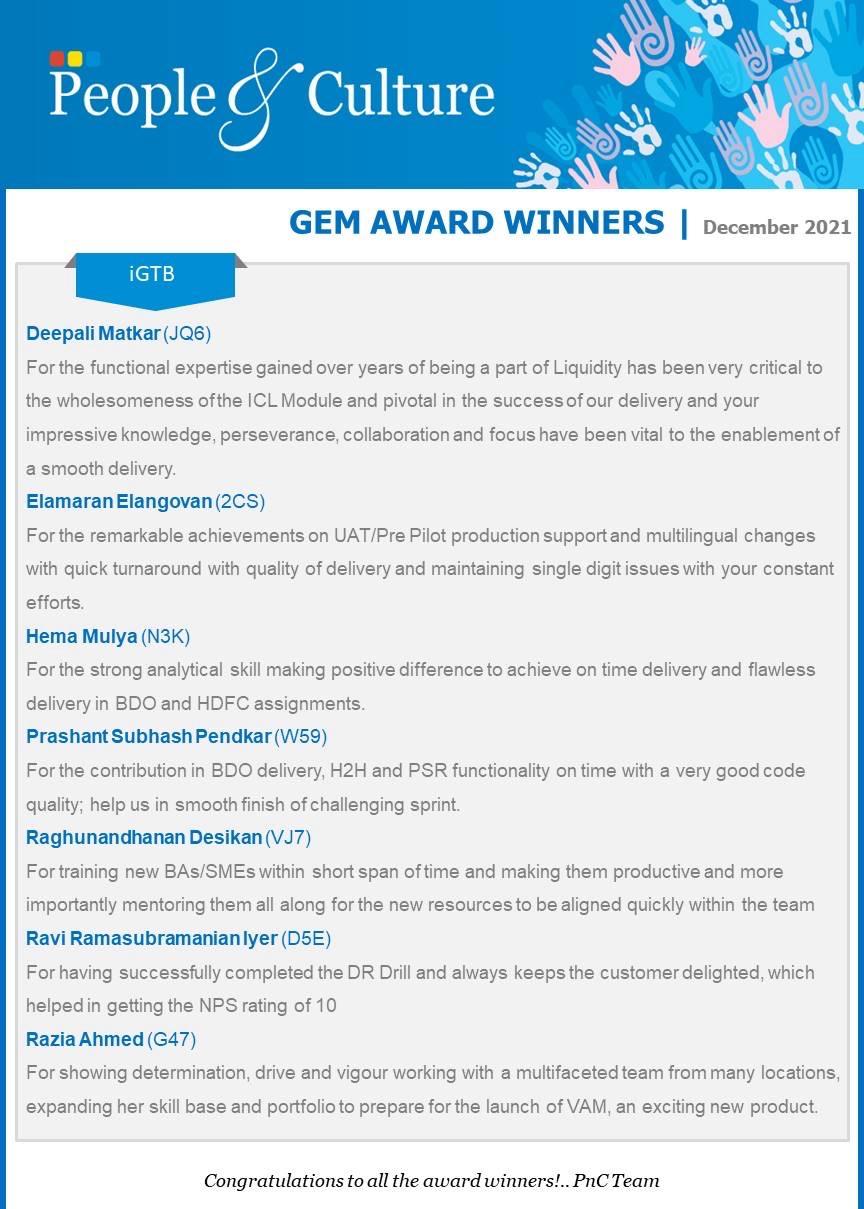 People & Culture
GEM AWARD WINNERS | December 2021
iGTB
Deepali Matkar (JQ6)
For the functional expertise gained over years of being a part of Liquidity has been very critical to
the wholesomeness of the ICL Module and pivotal in the success of our delivery and your
impressive knowledge, perseverance, collaboration and focus have been vital to the enablement of
a smooth delivery.
Elamaran Elangovan (2CS)
For the remarkable achievements on UAT/Pre Pilot production support and multilingual changes
with quick turnaround with quality of delivery and maintaining single digit issues with your constant
efforts.
Hema Mulya (N3K)
For the strong analytical skill making positive difference to achieve on time delivery and flawless
delivery in BDO and HDFC assignments.
Prashant Subhash Pendkar (W59)
For the contribution in BDO delivery, H2H and PSR functionality on time with a very good code
quality; help us in smooth finish of challenging sprint.
Raghunandhanan Desikan (VJ7)
For training new BAs/SMEs within short span of time and making them productive and more
importantly mentoring them all along for the new resources to be aligned quickly within the team
Ravi Ramasubramanian Iyer (D5E)
For having successfully completed the DR Drill and always keeps the customer delighted, which
helped in getting the NPS rating of 10
Razia Ahmed (G47)
For showing determination, drive and vigour working with a multifaceted team from many locations,
expanding her skill base and portfolio to prepare for the launch of VAM, an exciting new product.
Congratulations to all the award winners!.. PnC Team